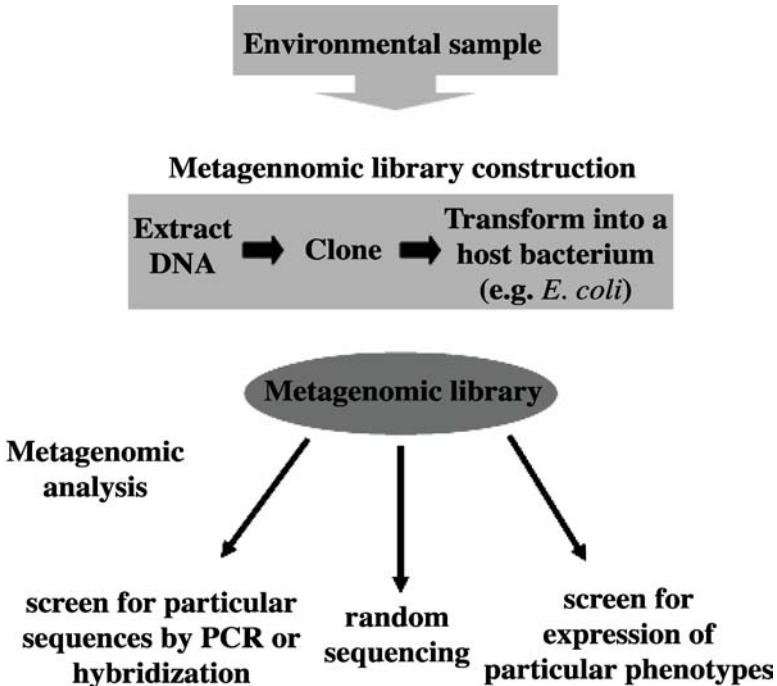 Environmental sample
Metagennomic library construction
Extract
DNA
Clone
Transform into a
host bacterium
(e.g. E. coli)
Metagenomic library
Metagenomic
analysis
screen for particular
sequences by PCR or
hybridization
random
sequencing
screen for
expression of
particular phenotypes